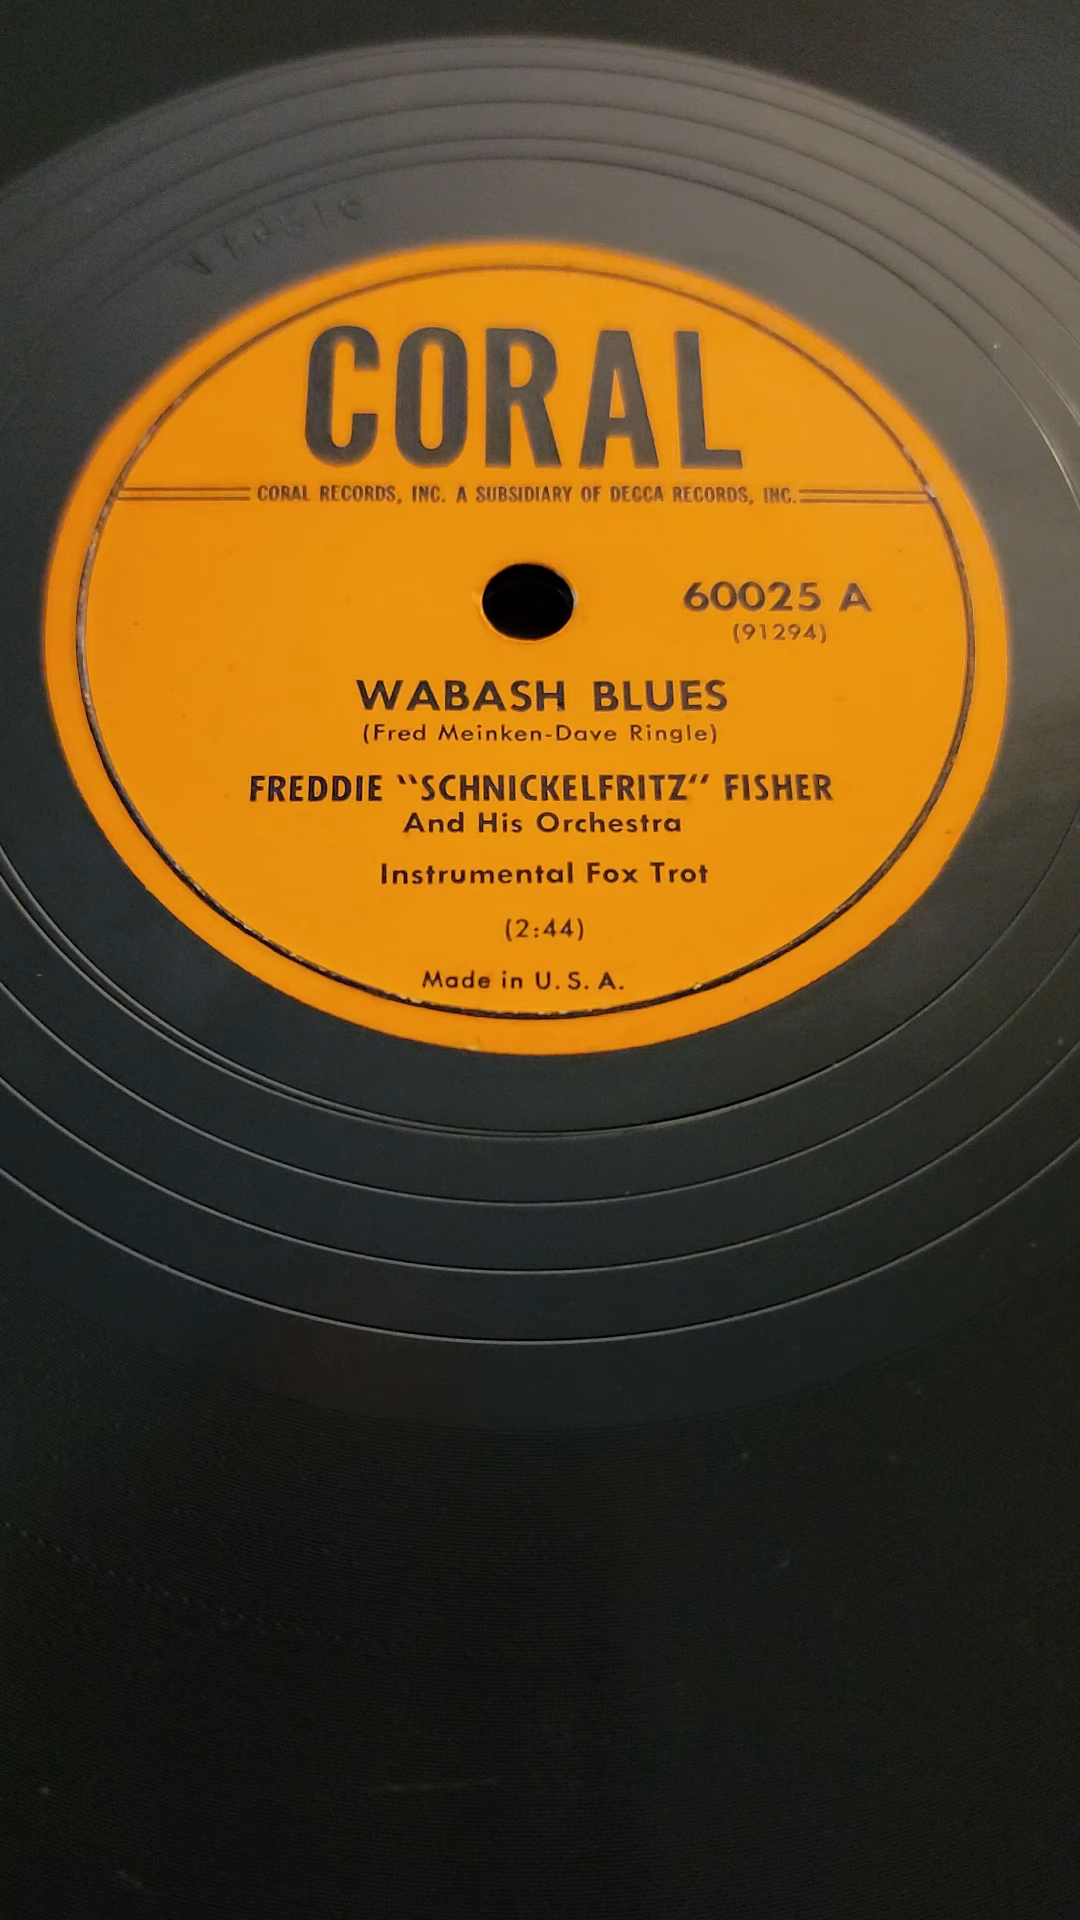 CORAL
CORAL RECORDS, INC. A SUBSIDIARY OF DECCA RECORDS, INC.
60025 A
(91294)
WABASH BLUES
(Fred Meinken-Dave Ringle)
FREDDIE "SCHNICKELFRITZ" FISHER
And His Orchestra
Instrumental Fox Trot
(2:44)
Made in U. S. A.